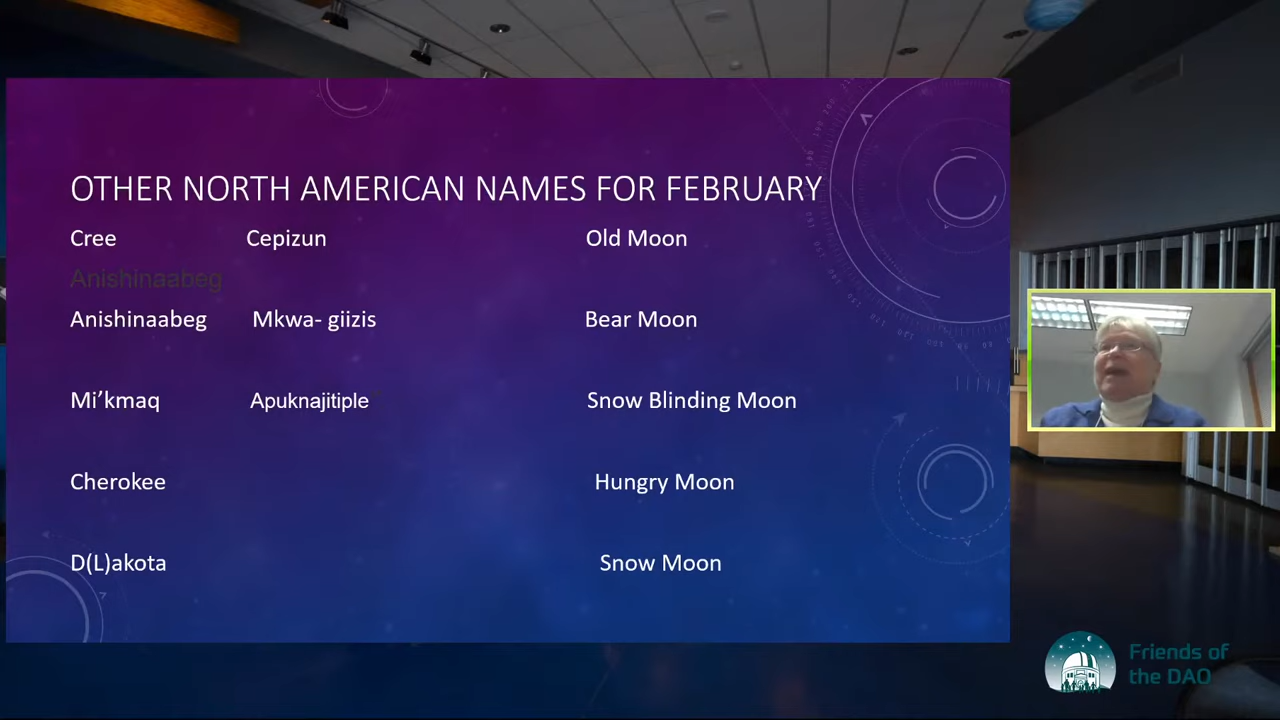 OTHER NORTH AMERICAN NAMES FOR FEBRUARY
Cree Cepizun Old Moon
Anishinaabeg
Anishinaabeg Mkwa- giizis Bear Moon
Mi’kmaq Apuknajitiple Snow Blinding Moon
Cherokee Hungry Moon
D(L)akota Snow Moon
Friends of
the DAO